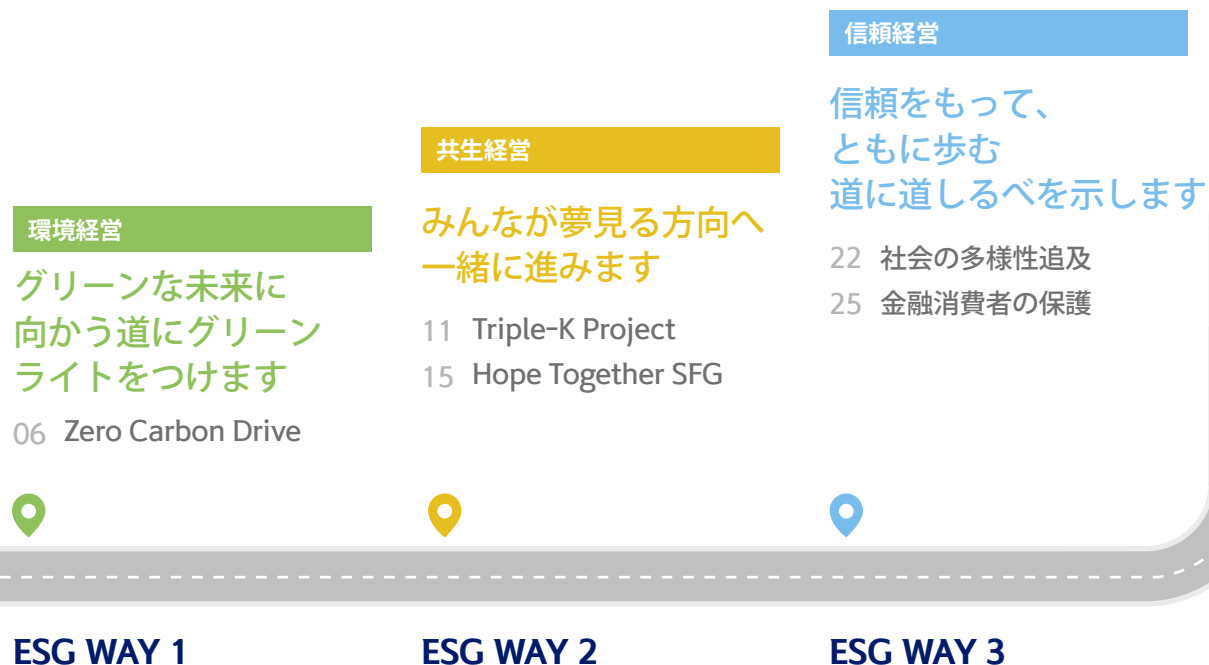 環境経営
グリーンな未来に
向かう道にグリーン
ライトをつけます
06 Zero Carbon Drive
ESG WAY 1
共生経営
みんなが夢見る方向へ
一緒に進みます
11 Triple-K Project
15 Hope Together SFG
ESG WAY 2
信頼経営
信頼をもって、
ともに歩む
道に道しるべを示します
22 社会の多様性追及
25 金融消費者の保護
ESG WAY 3